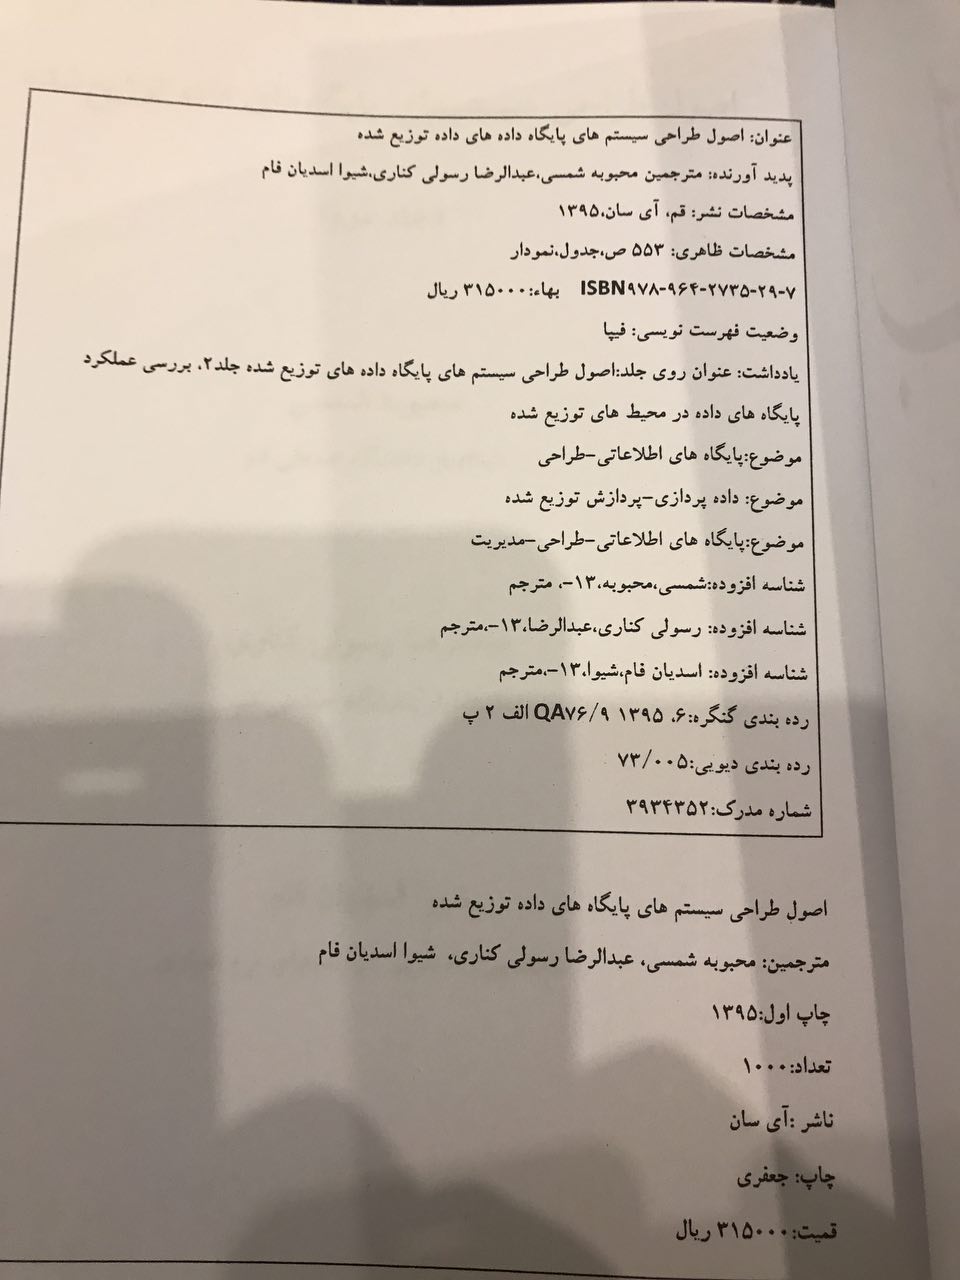 عنوان: اصول طراحی سیستم های پایگاه داده های داده توزیع شده
پدید آورنده: مترجمین محبوبه شمسی،عبدالرضا رسولی کناری،شیوا اسدیان فام
مشخصات نشر: قم، آی سان،۱۳۹۵
مشخصات ظاهری: ۵۵۳ ص،جدول،نمودار
ISBN۹۷۸-۹۶۴-۲۷۳۵-۲۹-۷ بهاء:۳۱۵۰۰۰ ریال
وضعیت فهرست نویسی: فیپا
یادداشت: عنوان روی جلد:اصول طراحی سیستم های پایگاه داده های توزیع شده جلد۲، بررسی عملکرد
پایگاه های داده در محیط های توزیع شده
موضوع:پایگاه های اطلاعاتی-طراحی
موضوع: داده پردازی-پردازش توزیع شده
موضوع:پایگاه های اطلاعاتی-طراحی-مدیریت
شناسه افزوده:شمسی،محبوبه،۱۳-، مترجم
شناسه افزوده: رسولی کناری،عبدالرضا،۱۳-،مترجم
شناسه افزوده: اسدیان فام،شیوا،۱۳-،مترجم
رده بندی گنگره:۶، ۱۳۹۵ QA۷۶/۹ الف ۲ پ
رده بندی دیویی:۷۳/۰۰۵
شماره مدرک:۳۹۳۴۳۵۲
اصول طراحی سیستم های پایگاه های داده توزیع شده
مترجمین: محبوبه شمسی، عبدالرضا رسولی کناری، شیوا اسدیان فام
چاپ اول:۱۳۹۵
تعداد:۱۰۰۰
ناشر :آی سان
چاپ: جعفری
قمیت:۳۱۵۰۰۰ ریال